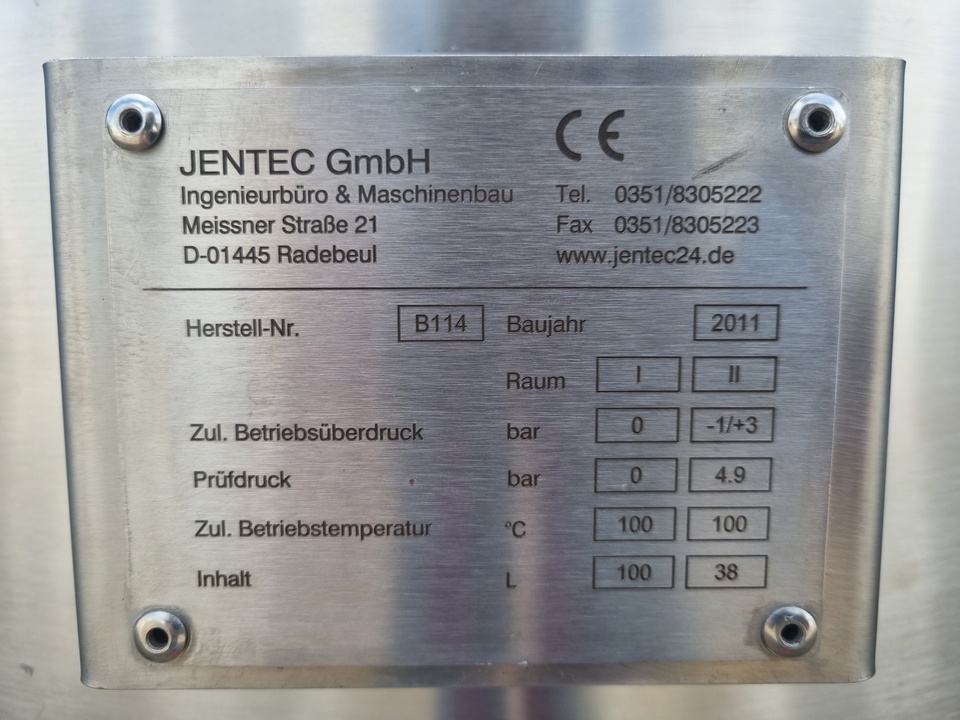 CE
JENTEC GmbH
Ingenieurbüro & Maschinenbau Tel. 0351/8305222
Meissner Straße 21 Fax 0351/8305223
D-01445 Radebeul www.jentec24.de
Herstell-Nr. B114 Baujahr 2011
Raum I II
Zul. Betriebsüberdruck bar 0 -1/+3
Prüfdruck bar 0 4.9
Zul. Betriebstemperatur °C 100 100
Inhalt L 100 38